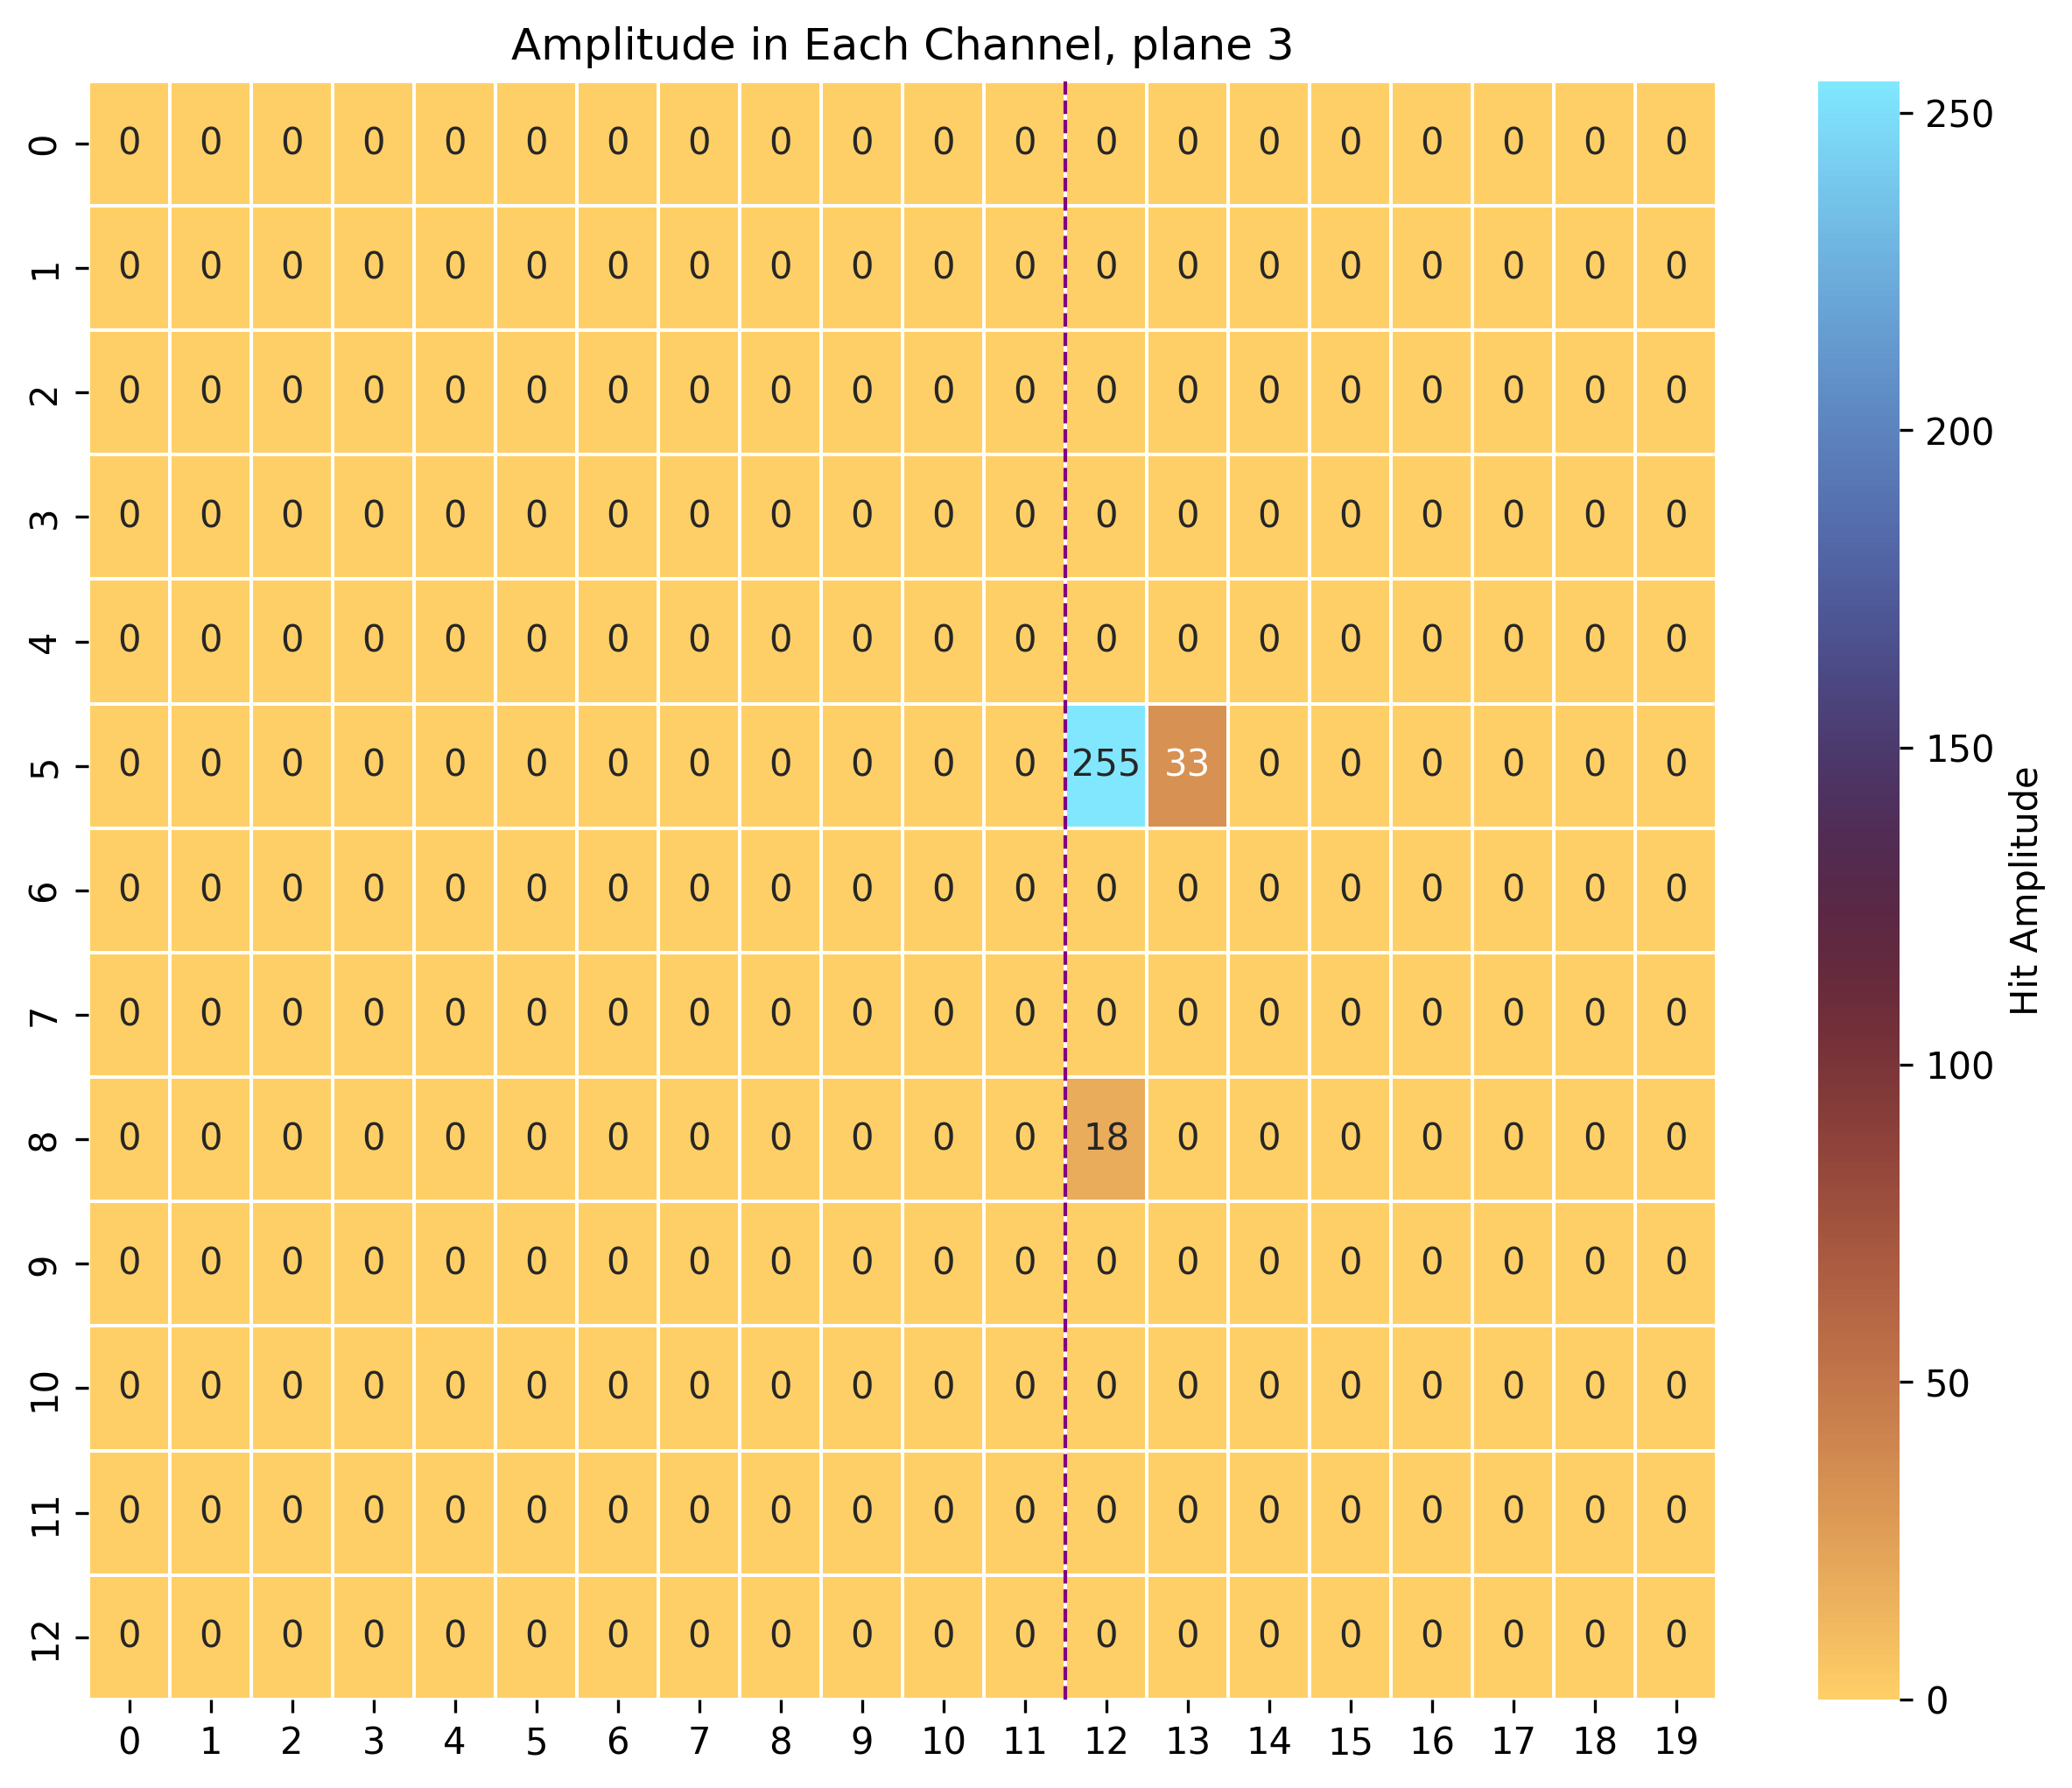 Amplitude in Each Channel, plane 3
0 0 0 0 0 0 0 0 0 0 0 0 0 0 0 0 0 0 0 0 0
1 0 0 0 0 0 0 0 0 0 0 0 0 0 0 0 0 0 0 0 0
2 0 0 0 0 0 0 0 0 0 0 0 0 0 0 0 0 0 0 0 0
3 0 0 0 0 0 0 0 0 0 0 0 0 0 0 0 0 0 0 0 0
4 0 0 0 0 0 0 0 0 0 0 0 0 0 0 0 0 0 0 0 0
5 0 0 0 0 0 0 0 0 0 0 0 0 255 33 0 0 0 0 0 0
6 0 0 0 0 0 0 0 0 0 0 0 0 0 0 0 0 0 0 0 0
7 0 0 0 0 0 0 0 0 0 0 0 0 0 0 0 0 0 0 0 0
8 0 0 0 0 0 0 0 0 0 0 0 0 18 0 0 0 0 0 0 0
9 0 0 0 0 0 0 0 0 0 0 0 0 0 0 0 0 0 0 0 0
10 0 0 0 0 0 0 0 0 0 0 0 0 0 0 0 0 0 0 0 0
11 0 0 0 0 0 0 0 0 0 0 0 0 0 0 0 0 0 0 0 0
12 0 0 0 0 0 0 0 0 0 0 0 0 0 0 0 0 0 0 0 0
0 1 2 3 4 5 6 7 8 9 10 11 12 13 14 15 16 17 18 19
250
200
150
100
50
0
Hit Amplitude